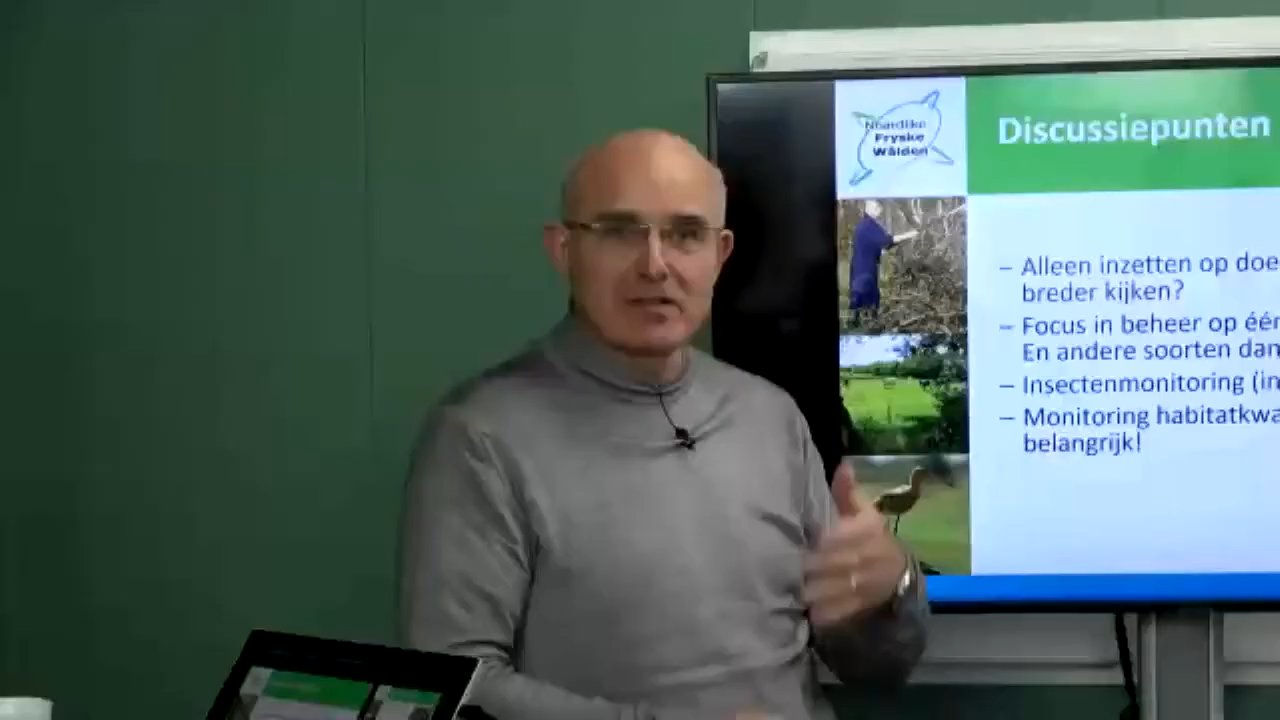 Noardlike
Fryske
Wâlden
Discussiepunten
– Alleen inzetten op doe
breder kijken?
– Focus in beheer op één
En andere soorten dan
– Insectenmonitoring (in
– Monitoring habitatkwa
belangrijk!